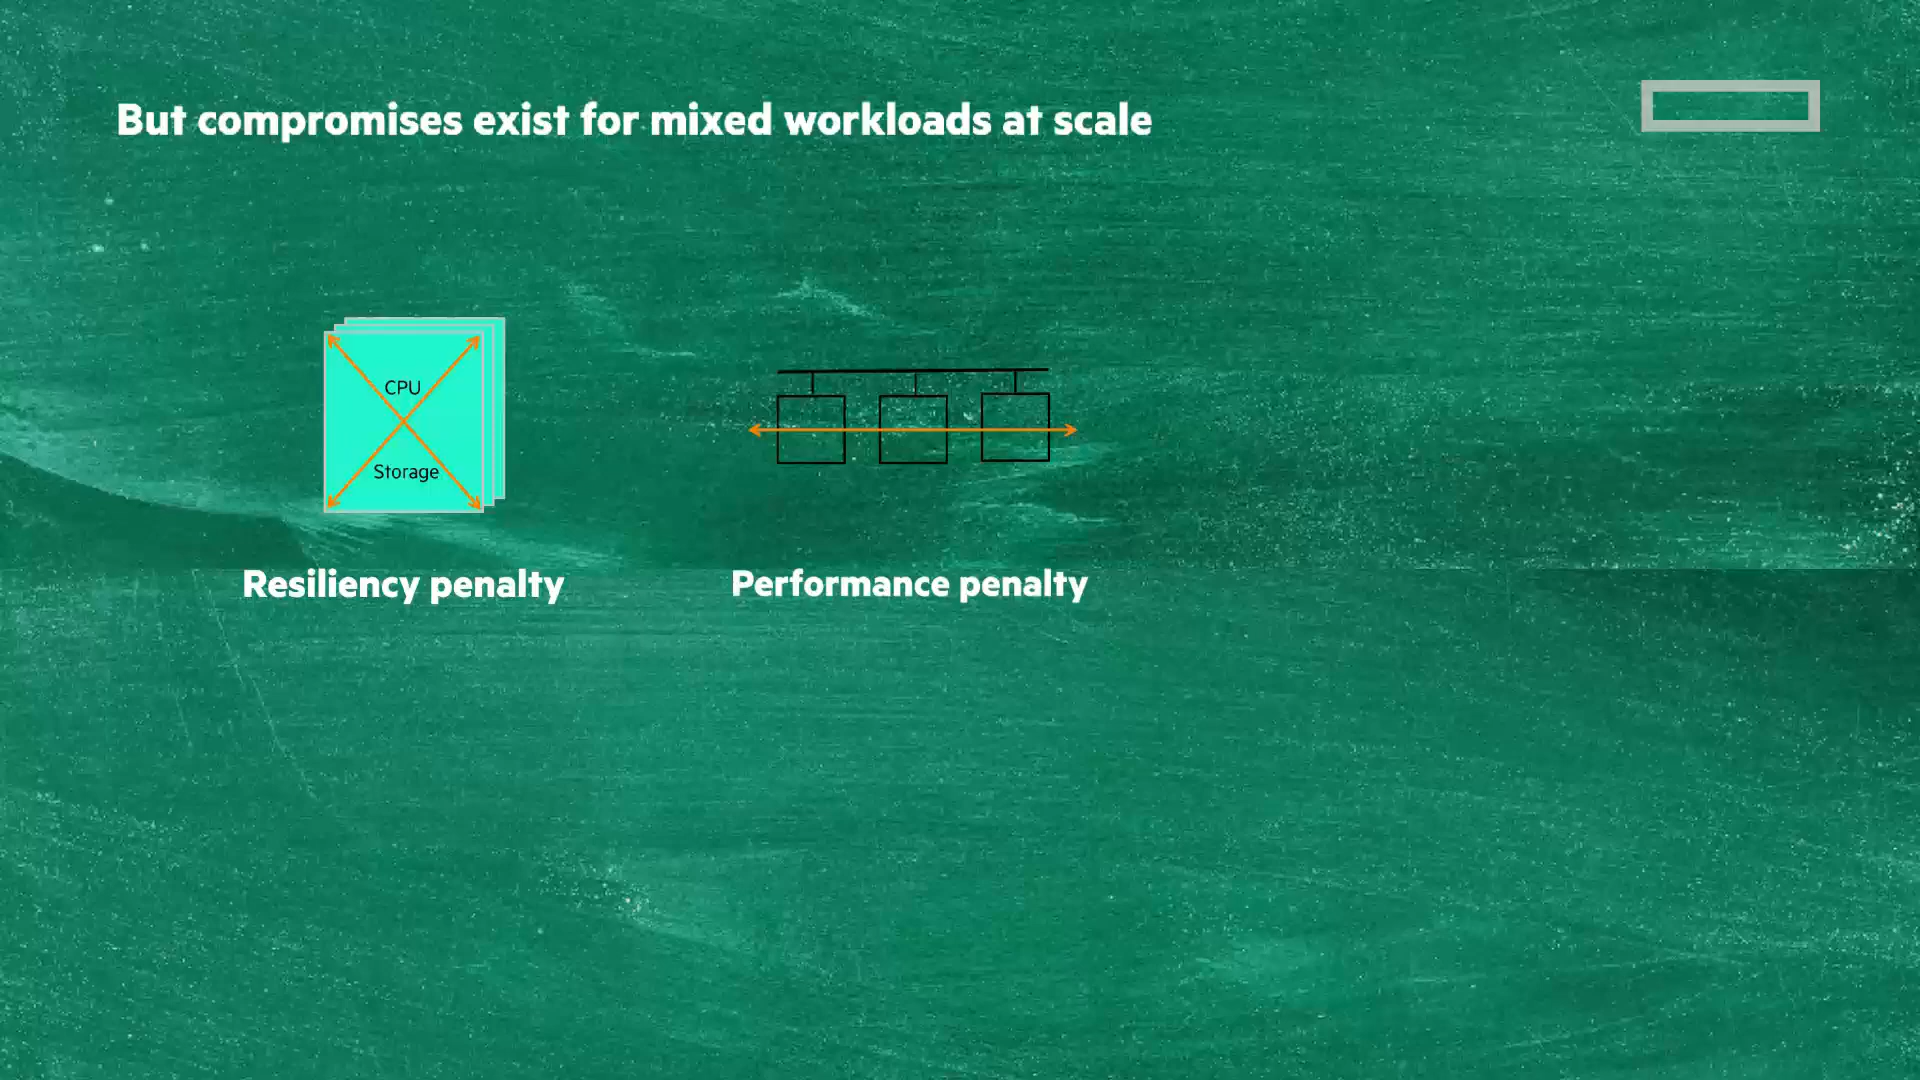 But compromises exist for mixed workloads at scale
CPU
Storage
Resiliency penalty
Performance penalty